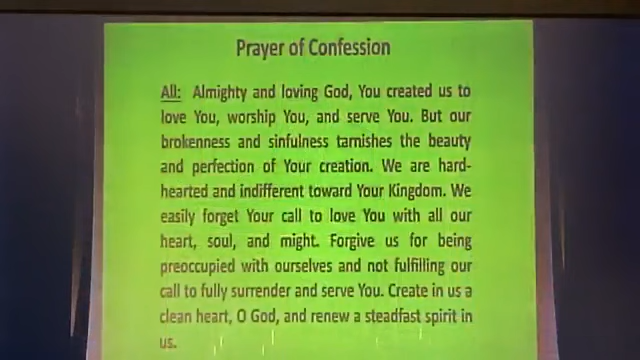 Prayer of Confession
All: Almighty and loving God, You created us to
love You, worship You, and serve You. But our
brokenness and sinfulness tarnishes the beauty
and perfection of Your creation. We are hard-
hearted and indifferent toward Your Kingdom. We
easily forget Your call to love You with all our
heart, soul, and might. Forgive us for being
preoccupied with ourselves and not fulfilling our
call to fully surrender and serve You. Create in us a
clean heart, O God, and renew a steadfast spirit in
us.